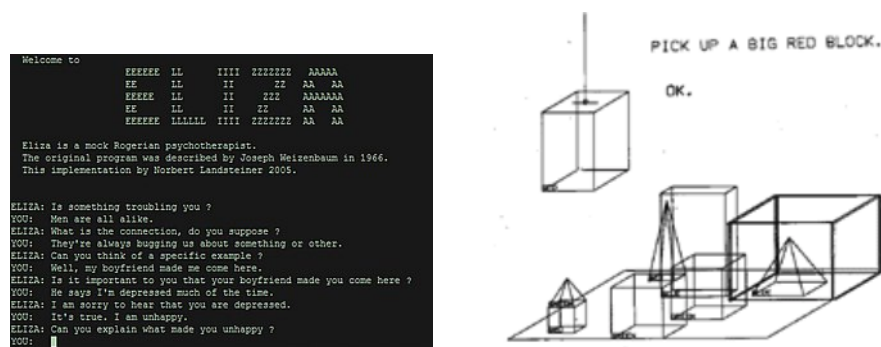 Welcome to
EEEEEE LL IIII ZZZZZZZ AAAAA
EE LL II ZZ AA AA
EEEEE LL II ZZZ AAAAAAA
EE LL II ZZ AA AA
EEEEEE LLLLLL IIII ZZZZZZZ AA AA
Eliza is a mock Rogerian psychotherapist.
The original program was described by Joseph Weizenbaum in 1966.
This implementation by Norbert Landsteiner 2005.
ELIZA: Is something troubling you ?
YOU: Men are all alike.
ELIZA: What is the connection, do you suppose ?
YOU: They're always bugging us about something or other.
ELIZA: Can you think of a specific example ?
YOU: Well, my boyfriend made me come here.
ELIZA: Is it important to you that your boyfriend made you come here ?
YOU: He says I'm depressed much of the time.
ELIZA: I am sorry to hear that you are depressed.
YOU: It's true. I am unhappy.
ELIZA: Can you explain what made you unhappy ?
YOU:
PICK UP A BIG RED BLOCK.
OK.